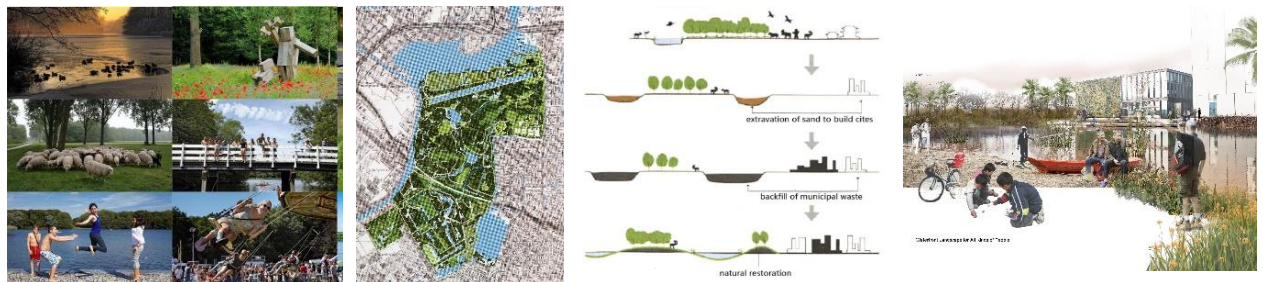 extravation of sand to build cites
backfill of municipal waste
natural restoration